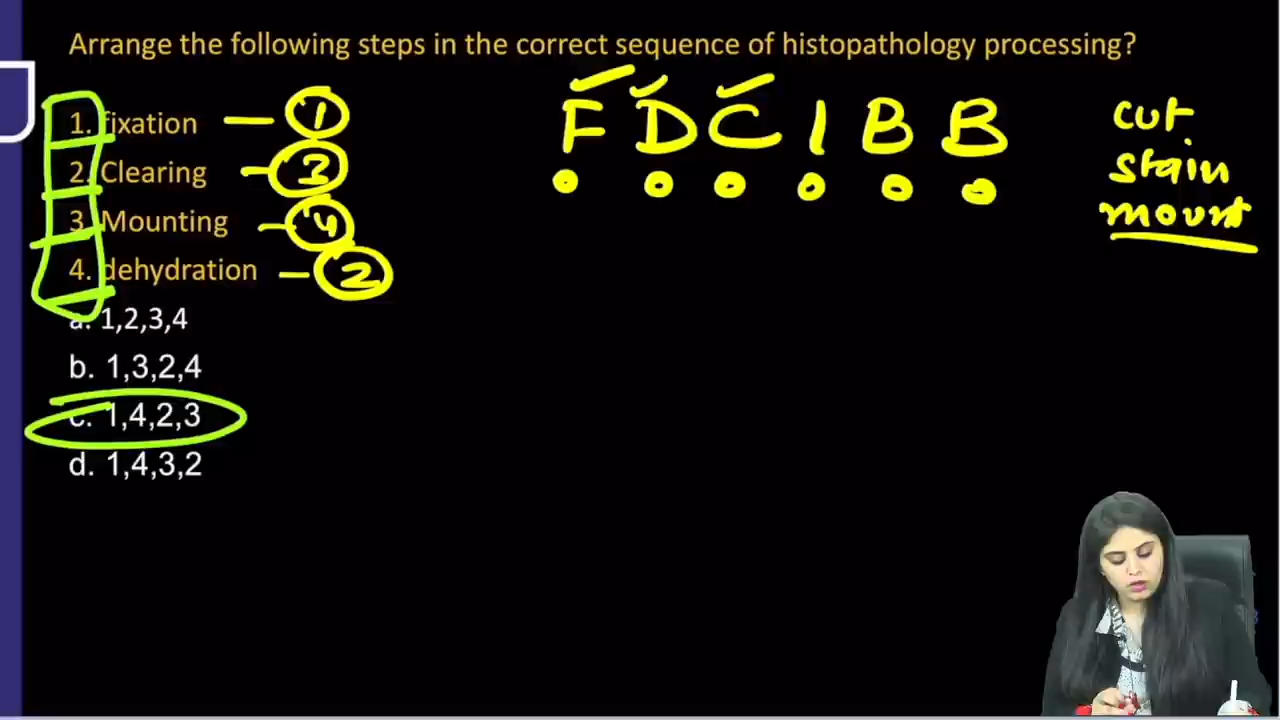 Arrange the following steps in the correct sequence of histopathology processing?
1. fixation — 1
2. Clearing - 3
3. Mounting - 4
4. dehydration - 2
a. 1,2,3,4
b. 1,3,2,4
c. 1,4,2,3
d. 1,4,3,2
F D C I B B
cut
stain
mount